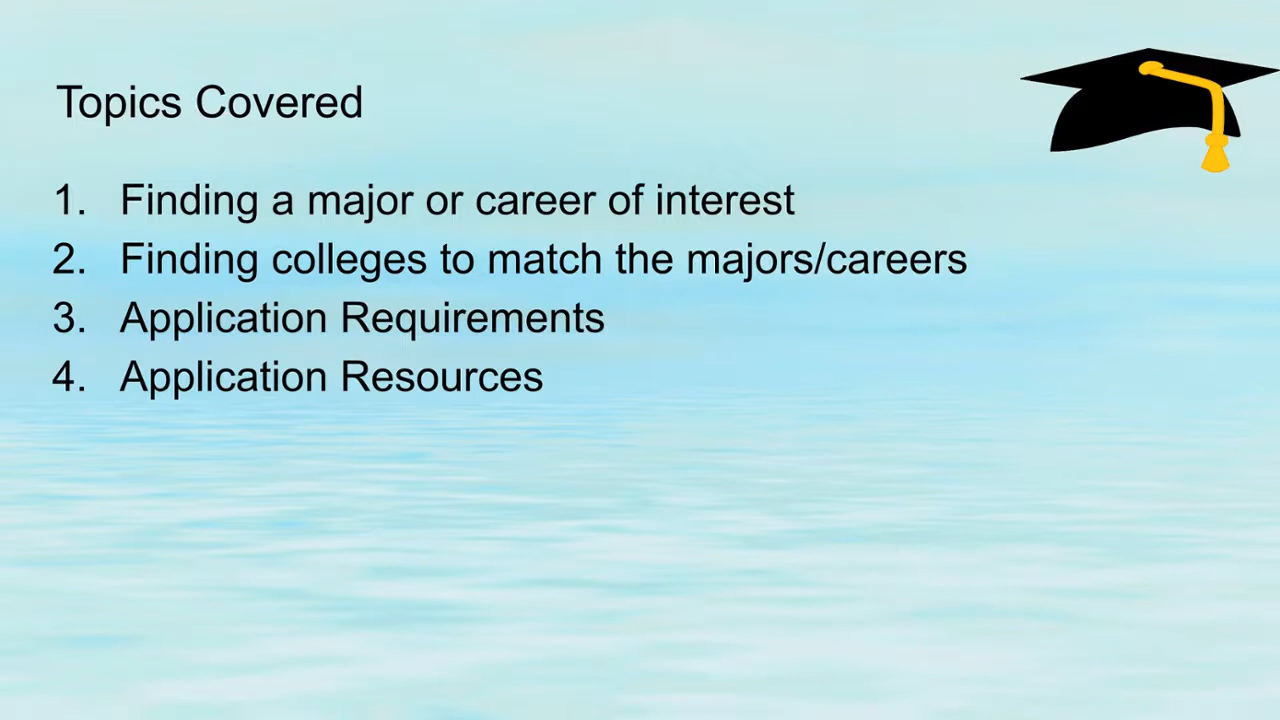 Topics Covered
1. Finding a major or career of interest
2. Finding colleges to match the majors/careers
3. Application Requirements
4. Application Resources